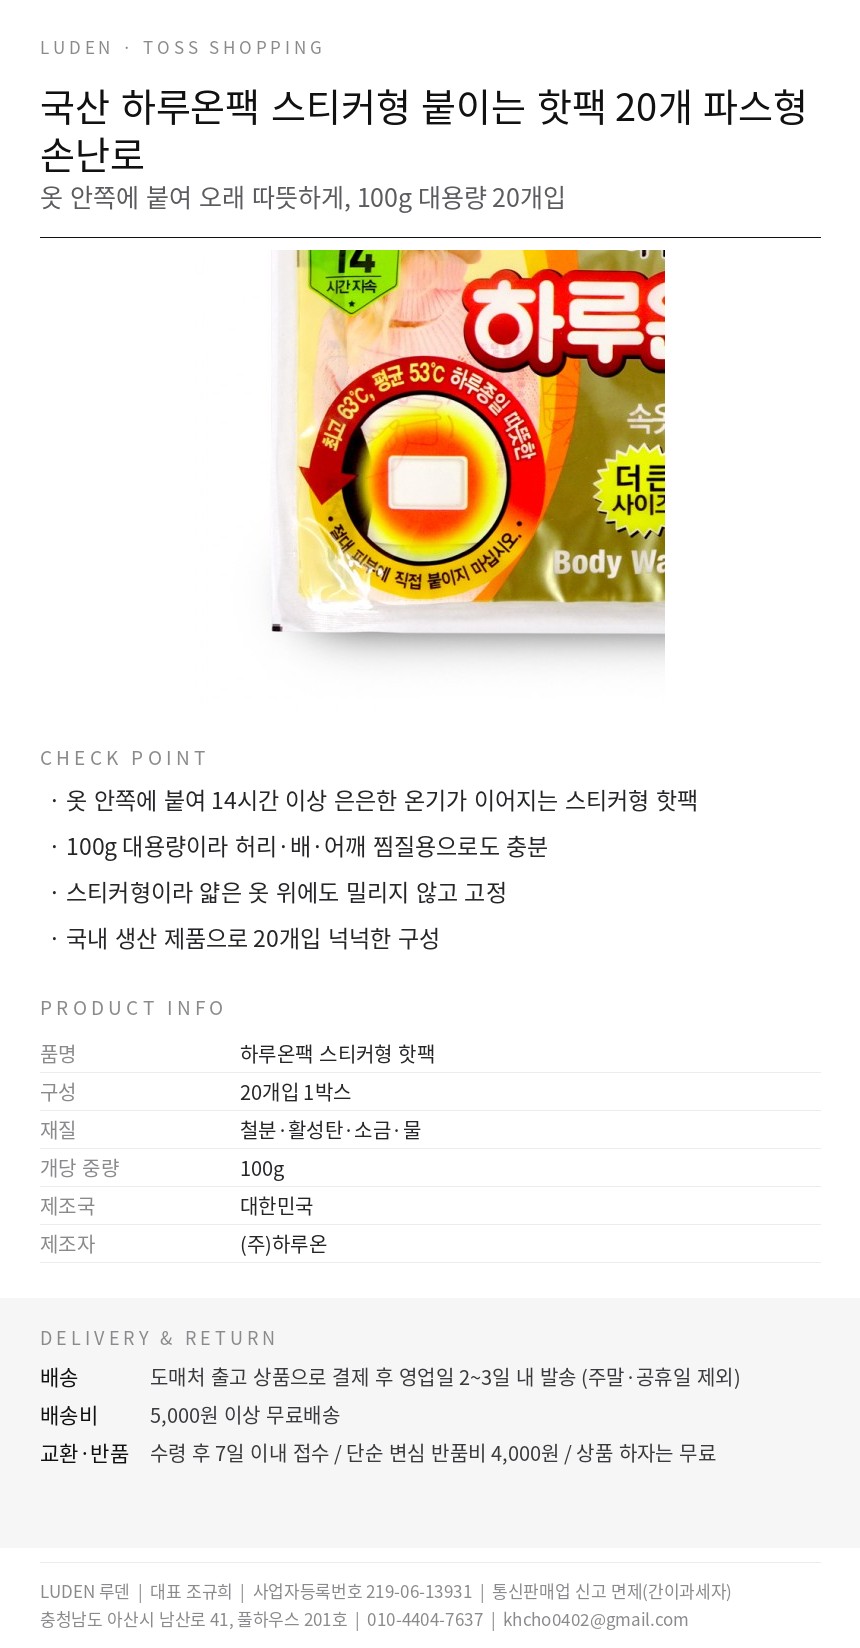 LUDEN · TOSS SHOPPING
국산 하루온팩 스티커형 붙이는 핫팩 20개 파스형
손난로
옷 안쪽에 붙여 오래 따뜻하게, 100g 대용량 20개입
14
시간지속
하루
최고 63℃, 평균 53℃ 하루종일 따뜻한
속옷
더 큰
사이즈
절대 피부에 직접 붙이지 마십시오.
Body Wa
CHECK POINT
· 옷 안쪽에 붙여 14시간 이상 은은한 온기가 이어지는 스티커형 핫팩
· 100g 대용량이라 허리·배·어깨 찜질용으로도 충분
· 스티커형이라 얇은 옷 위에도 밀리지 않고 고정
· 국내 생산 제품으로 20개입 넉넉한 구성
PRODUCT INFO
품명 하루온팩 스티커형 핫팩
구성 20개입 1박스
재질 철분·활성탄·소금·물
개당 중량 100g
제조국 대한민국
제조자 (주)하루온
DELIVERY & RETURN
배송 도매처 출고 상품으로 결제 후 영업일 2~3일 내 발송 (주말·공휴일 제외)
배송비 5,000원 이상 무료배송
교환·반품 수령 후 7일 이내 접수 / 단순 변심 반품비 4,000원 / 상품 하자는 무료
LUDEN 루덴 | 대표 조규희 | 사업자등록번호 219-06-13931 | 통신판매업 신고 면제(간이과세자)
충청남도 아산시 남산로 41, 풀하우스 201호 | 010-4404-7637 | khcho0402@gmail.com